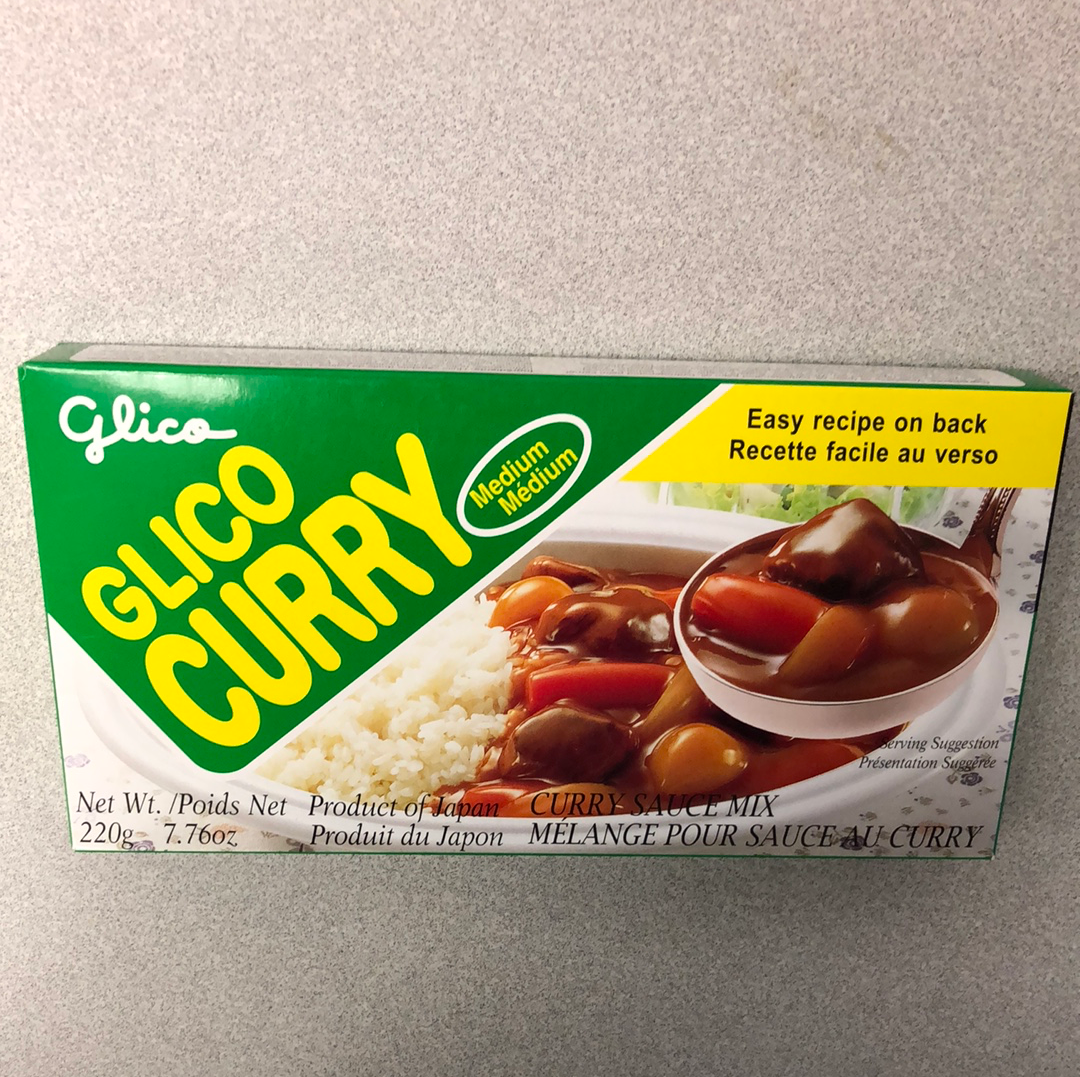 Glico
GLICO
CURRY
Medium
Médium
Easy recipe on back
Recette facile au verso
Serving Suggestion
Présentation Suggérée
Net Wt. /Poids Net
220g 7.76oz
Product of Japan
Produit du Japon
CURRY SAUCE MIX
MÉLANGE POUR SAUCE AU CURRY